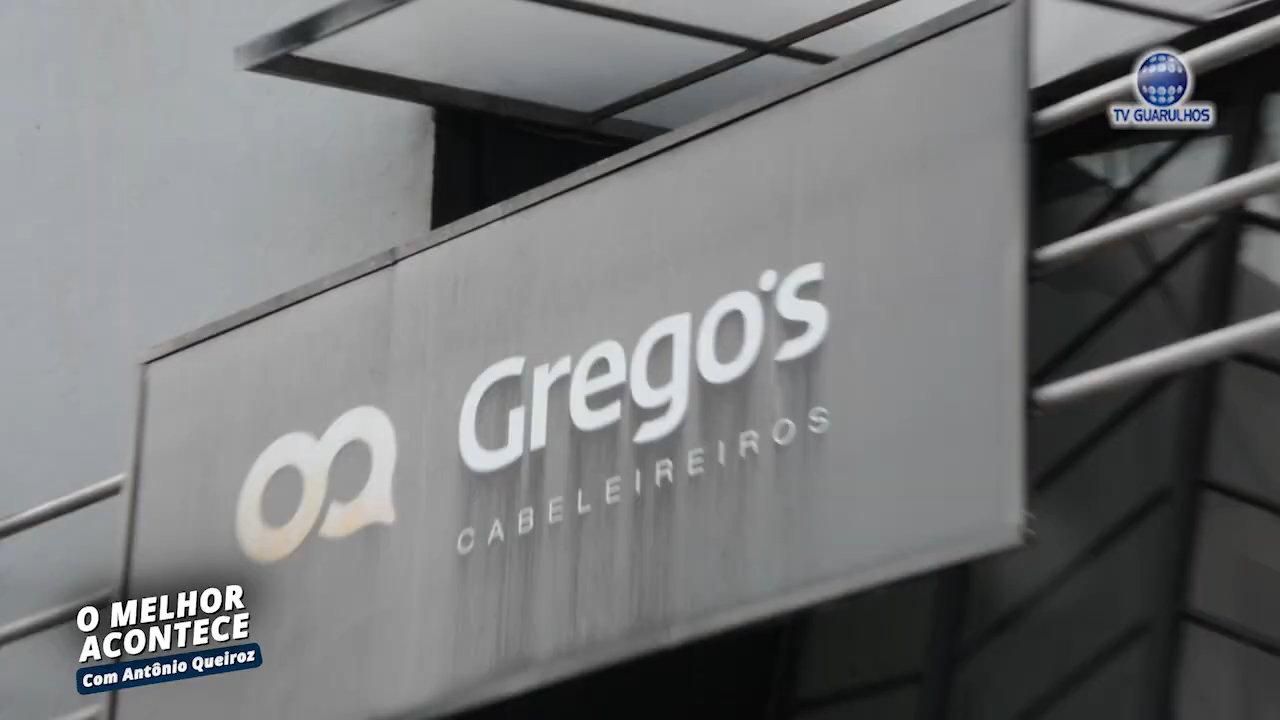 TV GUARULHOS
Grego's
CABELEIREIROS
O MELHOR
ACONTECE
Com Antônio Queiroz